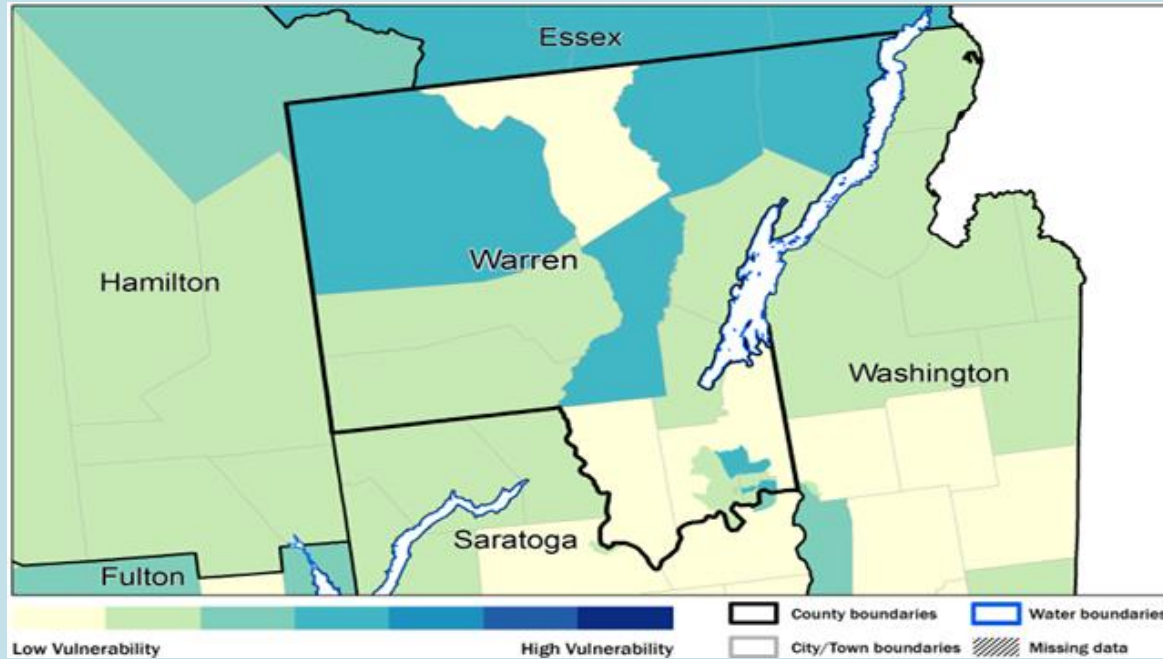 Essex
Warren
Hamilton
Washington
Saratoga
Fulton
Low Vulnerability
High Vulnerability
County boundaries
Water boundaries
City/Town boundaries
Missing data